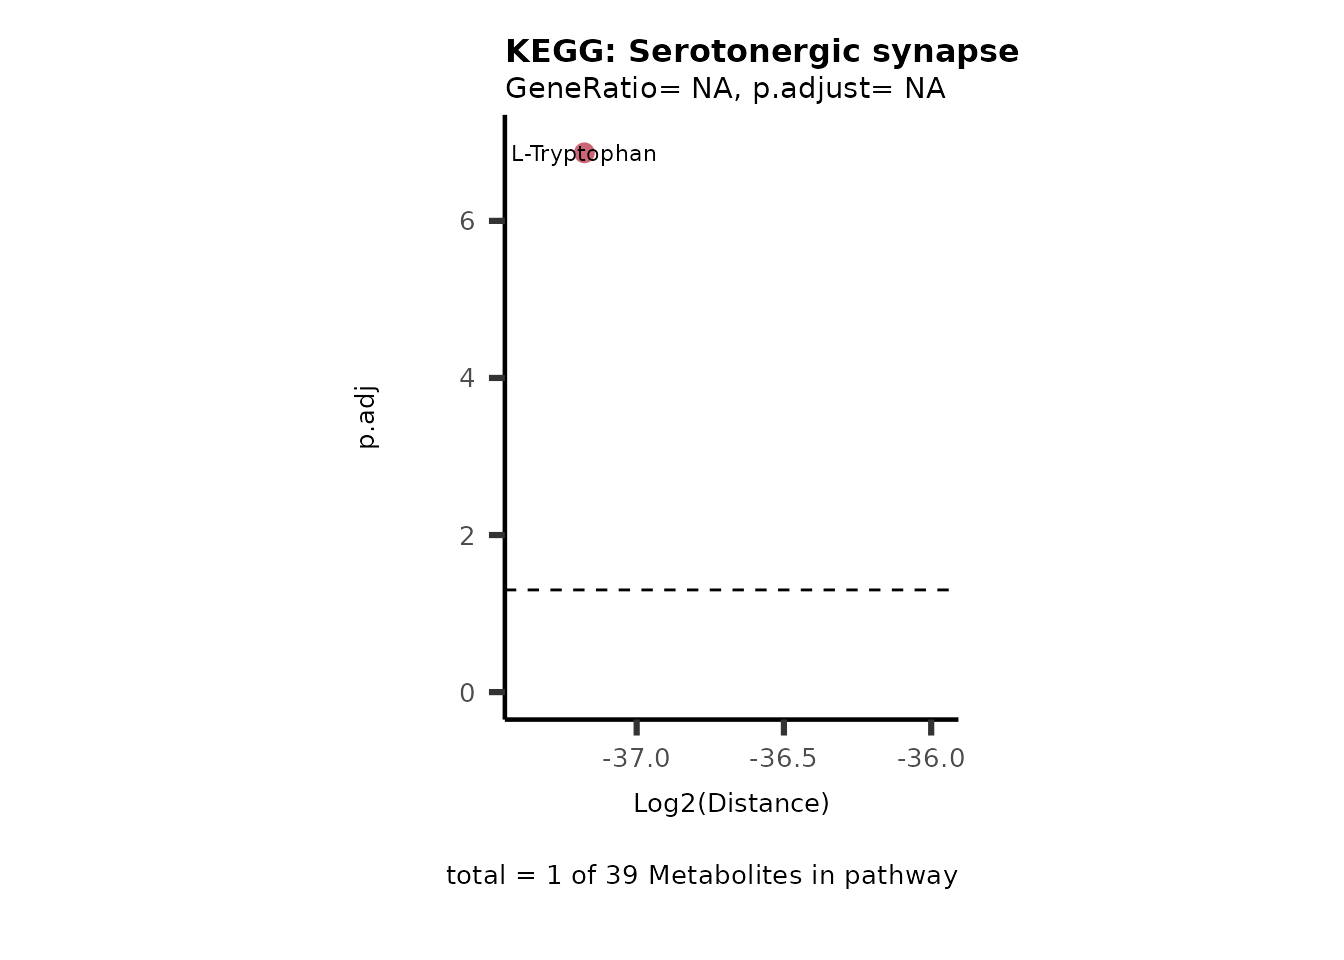 KEGG: Serotonergic synapse
GeneRatio= NA, p.adjust= NA
L-Tryptophan
6
4
2
0
p.adj
-37.0
-36.5
-36.0
Log2(Distance)
total = 1 of 39 Metabolites in pathway